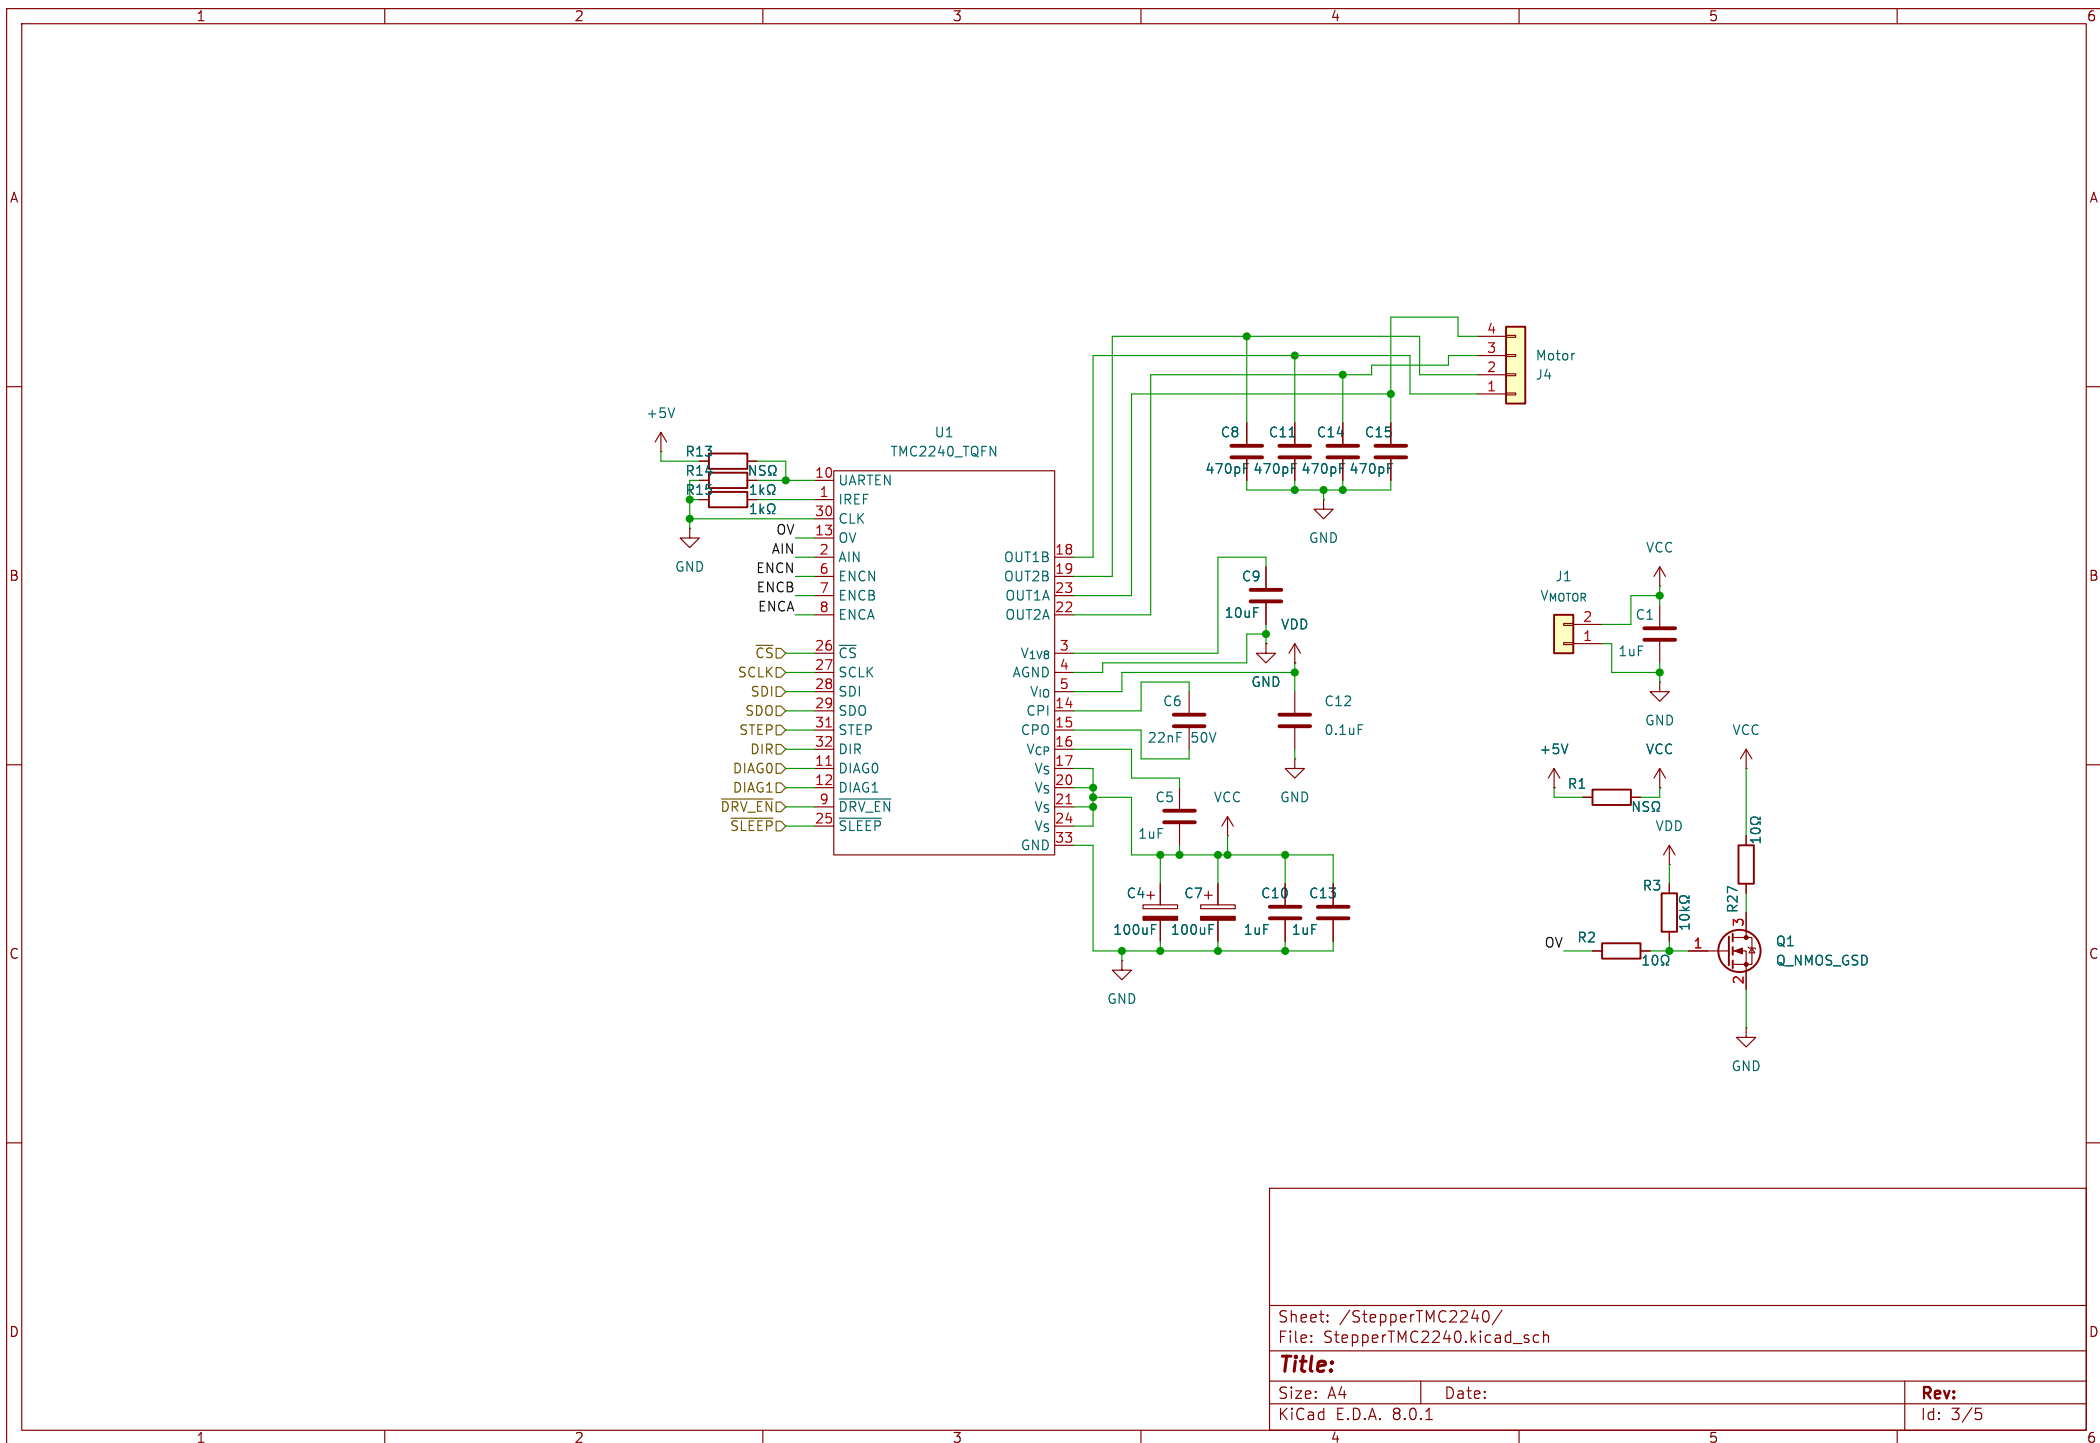 1 2 3 4 5 6
A A
+5V
R13
NSΩ
R14
1kΩ
R15
1kΩ
GND
U1
TMC2240_TQFN
10 UARTEN
1 IREF
30 CLK
OV 13 OV
AIN 2 AIN
ENCN 6 ENCN
ENCB 7 ENCB
ENCA 8 ENCA
CS 26 CS
SCLK 27 SCLK
SDI 28 SDI
SDO 29 SDO
STEP 31 STEP
DIR 32 DIR
DIAG0 11 DIAG0
DIAG1 12 DIAG1
DRV_EN 9 DRV_EN
SLEEP 25 SLEEP
OUT1B 18
OUT2B 19
OUT1A 23
OUT2A 22
V1V8 3
AGND 4
VIO 5
CPI 14
CPO 15
VCP 16
VS 17
VS 20
VS 21
VS 24
GND 33
4
3
2
1
Motor
J4
C8 C11 C14 C15
470pF 470pF 470pF 470pF
GND
C9
10uF
GND
VDD
C12
0.1uF
GND
C6
22nF 50V
C5
1uF
VCC
C4 + C7 + C10 C13
100uF 100uF 1uF 1uF
GND
B B
VCC
J1
VMOTOR
2
1
C1
1uF
GND
+5V VCC
R1
NSΩ
VCC
VDD
10Ω
R27
R3
10kΩ
OV R2
10Ω
1
3
2
Q1
Q_NMOS_GSD
GND
C C
Sheet: /StepperTMC2240/
File: StepperTMC2240.kicad_sch
Title:
Size: A4 Date: Rev:
KiCad E.D.A. 8.0.1 Id: 3/5
D D
1 2 3 4 5 6